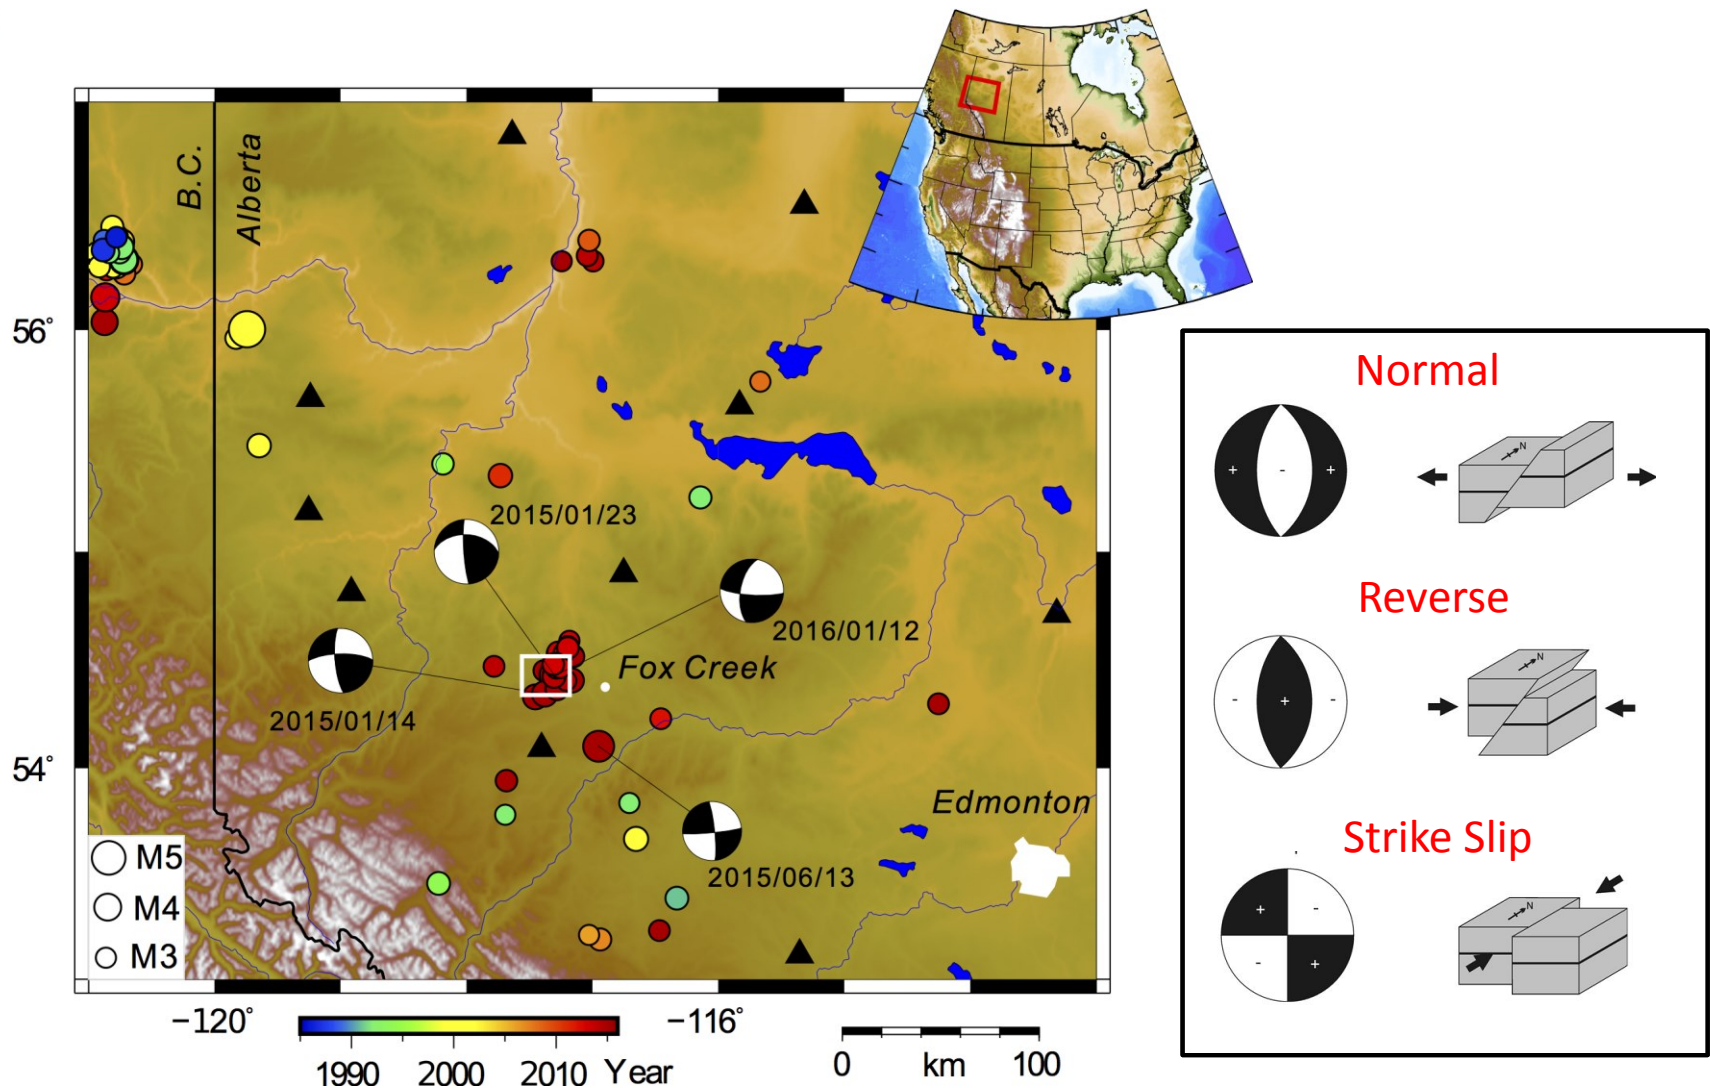 B.C.
Alberta
56°
54°
2015/01/23
2016/01/12
Fox Creek
2015/01/14
2015/06/13
Edmonton
M5
M4
M3
−120°
−116°
1990
2000
2010
Year
0
km
100
Normal
+
-
+
N
Reverse
-
+
-
N
Strike Slip
+
-
-
+
N